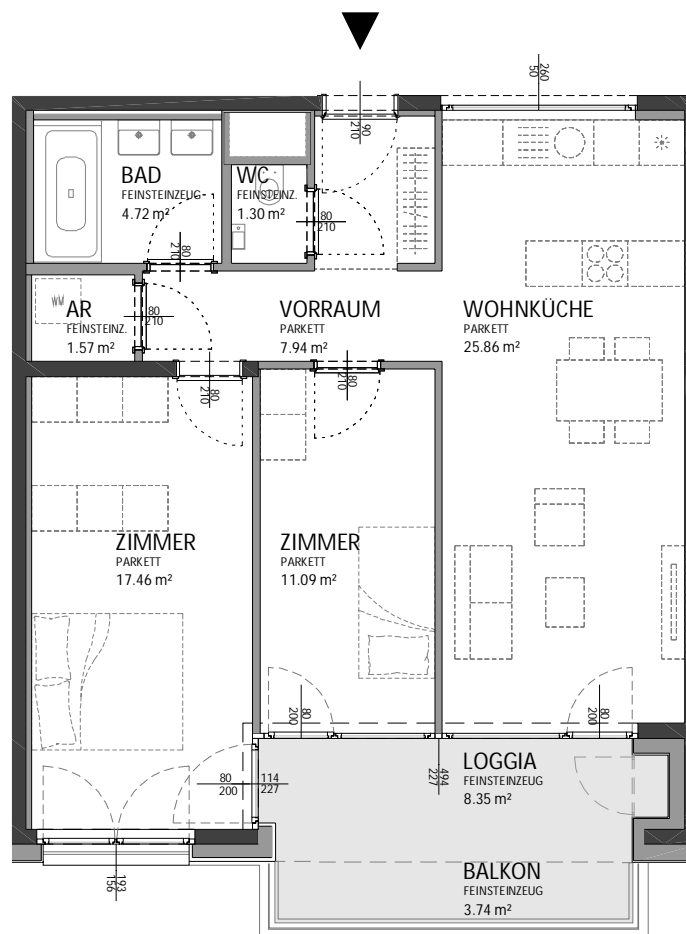 260
50
90
210
BAD
FEINSTEINZEUG
4.72 m²
WC
FEINSTEINZ.
1.30 m²
80
210
80
210
AR
FEINSTEINZ.
1.57 m²
80
210
VORRAUM
PARKETT
7.94 m²
WOHNKÜCHE
PARKETT
25.86 m²
80
210
80
210
ZIMMER
PARKETT
17.46 m²
ZIMMER
PARKETT
11.09 m²
80
200
80
200
80
200
114
227
494
227
LOGGIA
FEINSTEINZEUG
8.35 m²
193
156
BALKON
FEINSTEINZEUG
3.74 m²